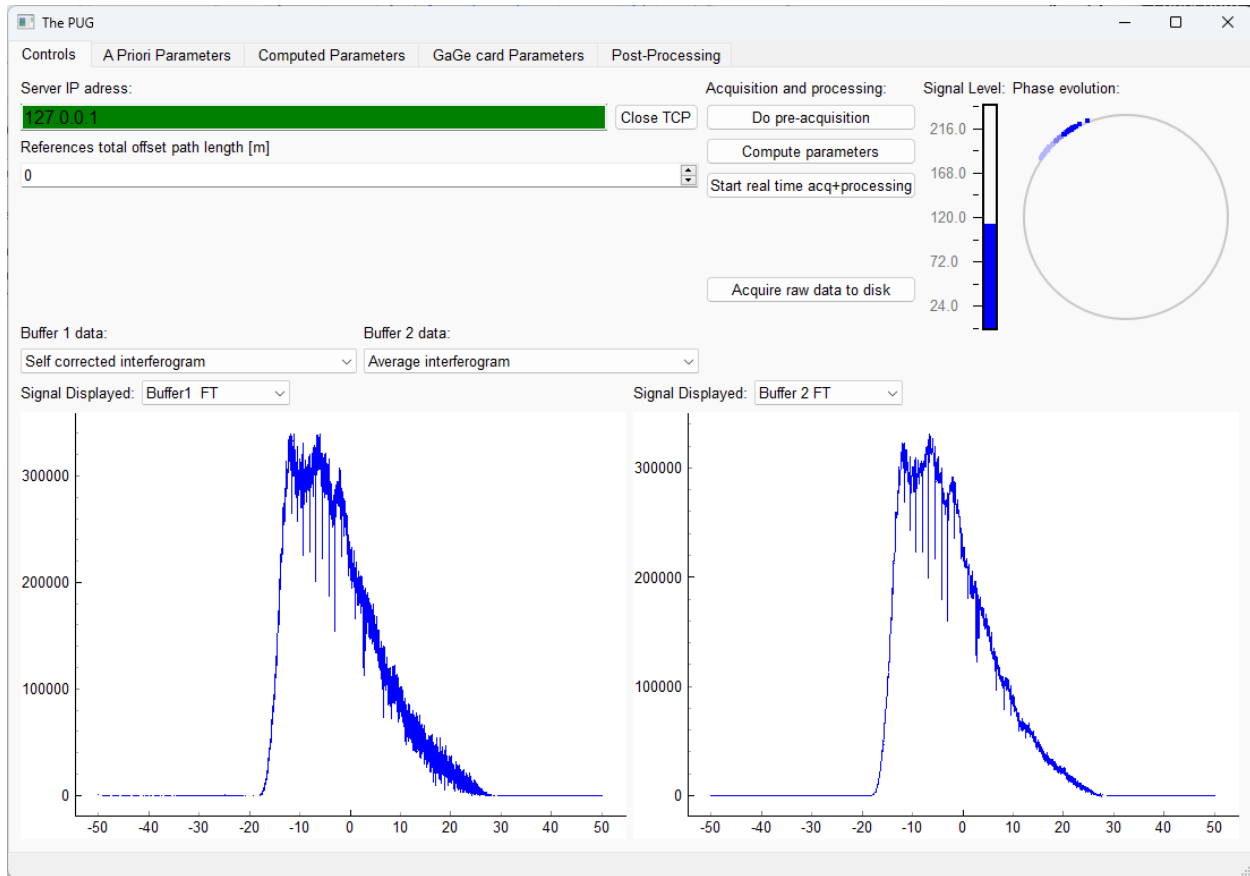 The PUG
Controls A Priori Parameters Computed Parameters GaGe card Parameters Post-Processing
Server IP adress:
127.0.0.1
Close TCP
References total offset path length [m]
0
Acquisition and processing:
Do pre-acquisition
Compute parameters
Start real time acq+processing
Acquire raw data to disk
Signal Level:
216.0
168.0
120.0
72.0
24.0
Phase evolution:
Buffer 1 data:
Self corrected interferogram
Buffer 2 data:
Average interferogram
Signal Displayed: Buffer1 FT
300000
200000
100000
0
-50 -40 -30 -20 -10 0 10 20 30 40 50
Signal Displayed: Buffer 2 FT
300000
200000
100000
0
-50 -40 -30 -20 -10 0 10 20 30 40 50